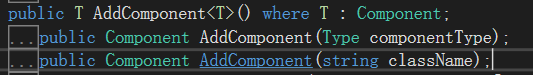 public T AddComponent<T>() where T : Component;
...public Component AddComponent(Type componentType);
...public Component AddComponent(string className);